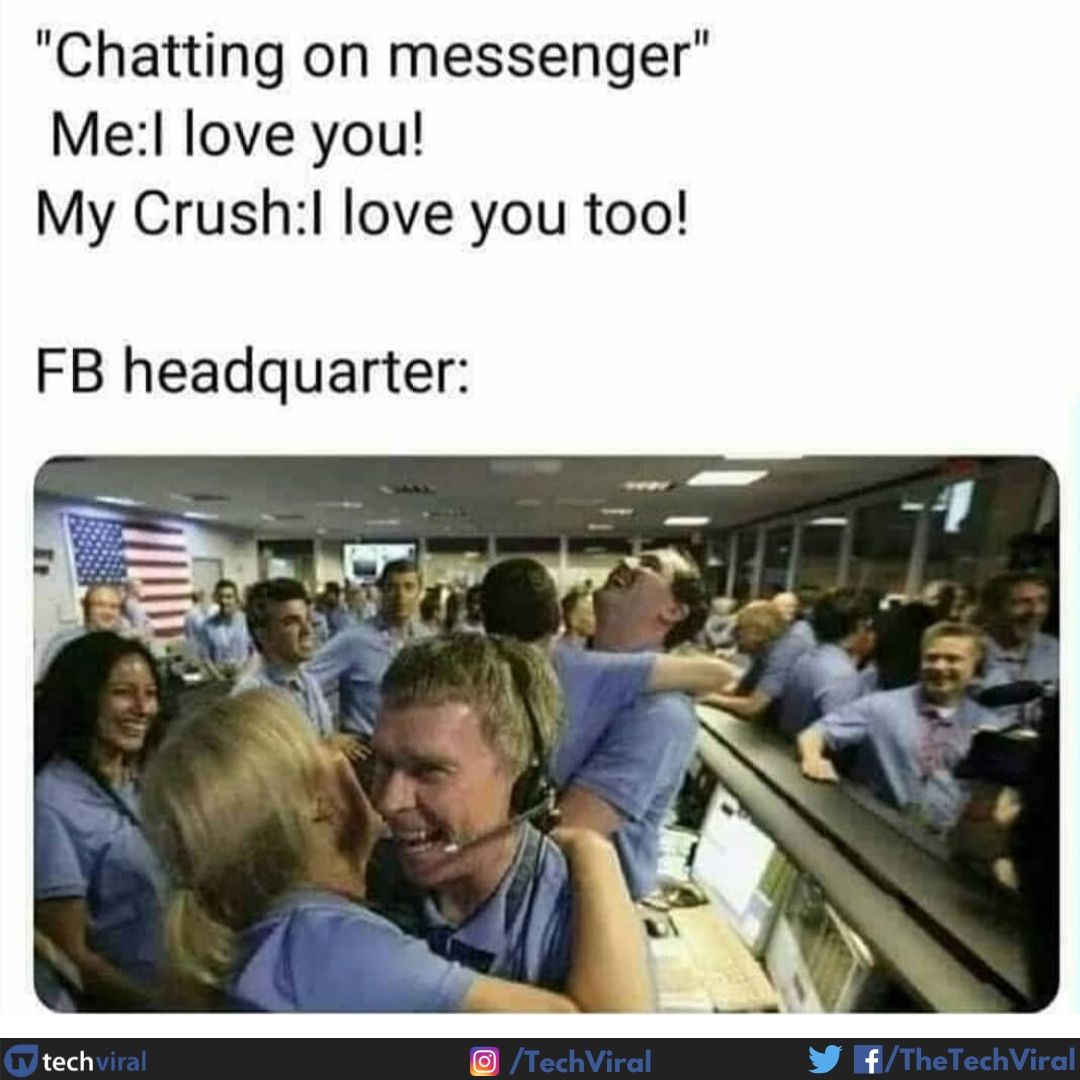 "Chatting on messenger"
Me:I love you!
My Crush:I love you too!
FB headquarter:
techviral
/TechViral
/TheTechViral